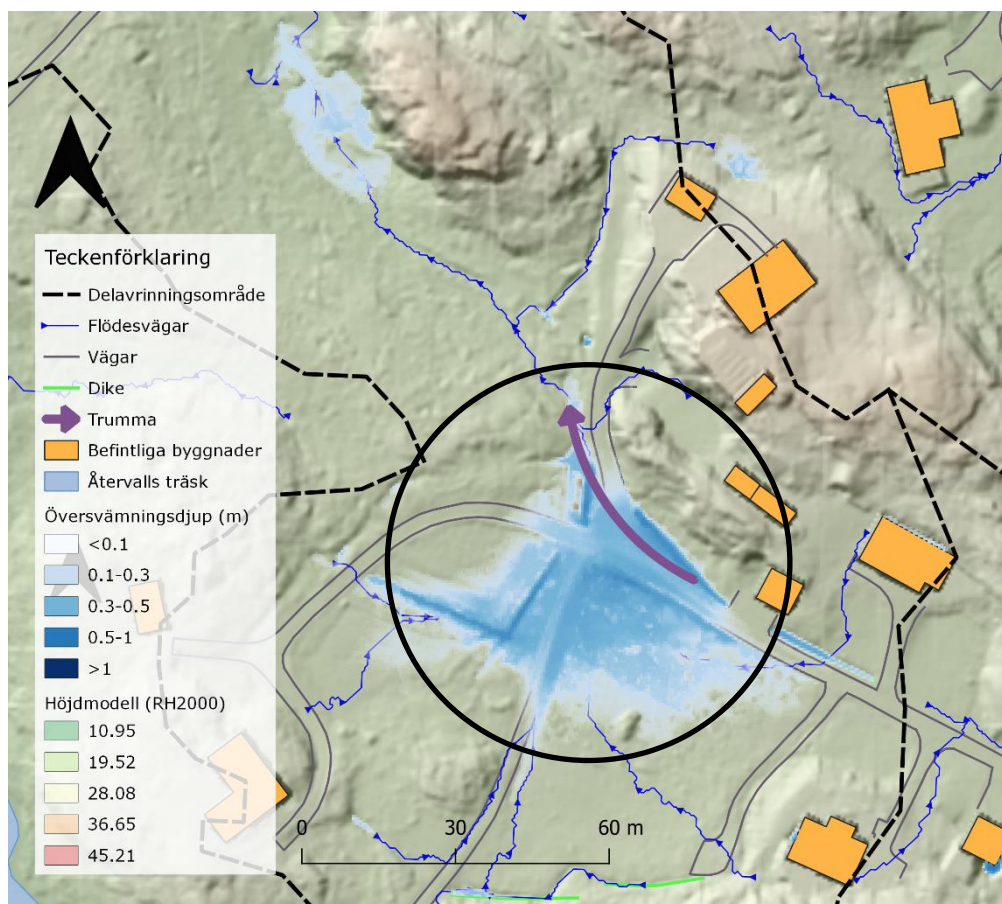 Teckenförklaring
Delavrinningsområde
Flödesvägar
Vägar
Dike
Trumma
Befintliga byggnader
Återvalls träsk
Översvämningsdjup (m)
<0.1
0.1-0.3
0.3-0.5
0.5-1
>1
Höjdmodell (RH2000)
10.95
19.52
28.08
36.65
45.21
0 30 60 m